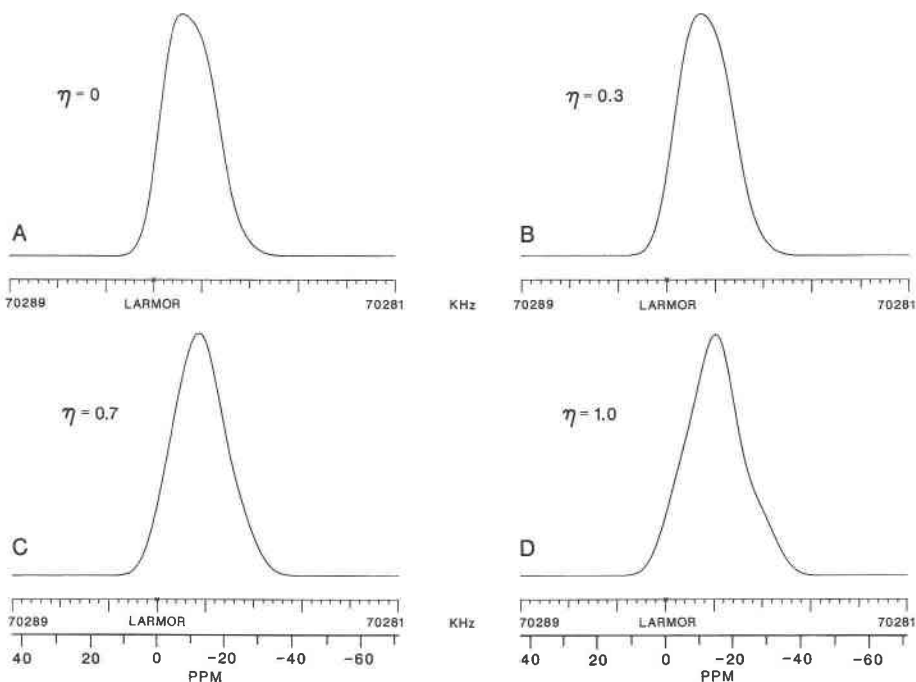 η = 0
A
70289 LARMOR 70281
KHz
η = 0.3
B
70289 LARMOR 70281
η = 0.7
C
70289 LARMOR 70281
40 20 0 -20 -40 -60
PPM
KHz
η = 1.0
D
70289 LARMOR 70281
40 20 0 -20 -40 -60
PPM